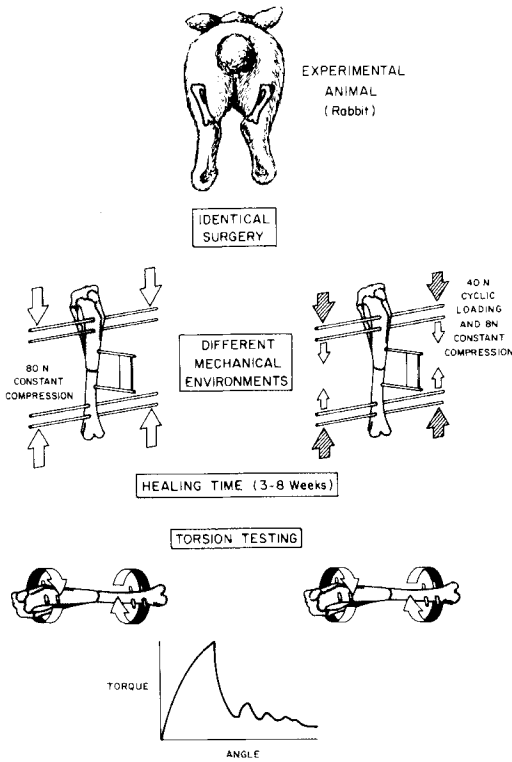 EXPERIMENTAL
ANIMAL
(Rabbit)
IDENTICAL
SURGERY
80 N
CONSTANT
COMPRESSION
DIFFERENT
MECHANICAL
ENVIRONMENTS
40 N
CYCLIC
LOADING
AND 8N
CONSTANT
COMPRESSION
HEALING TIME (3-8 Weeks)
TORSION TESTING
TORQUE
ANGLE